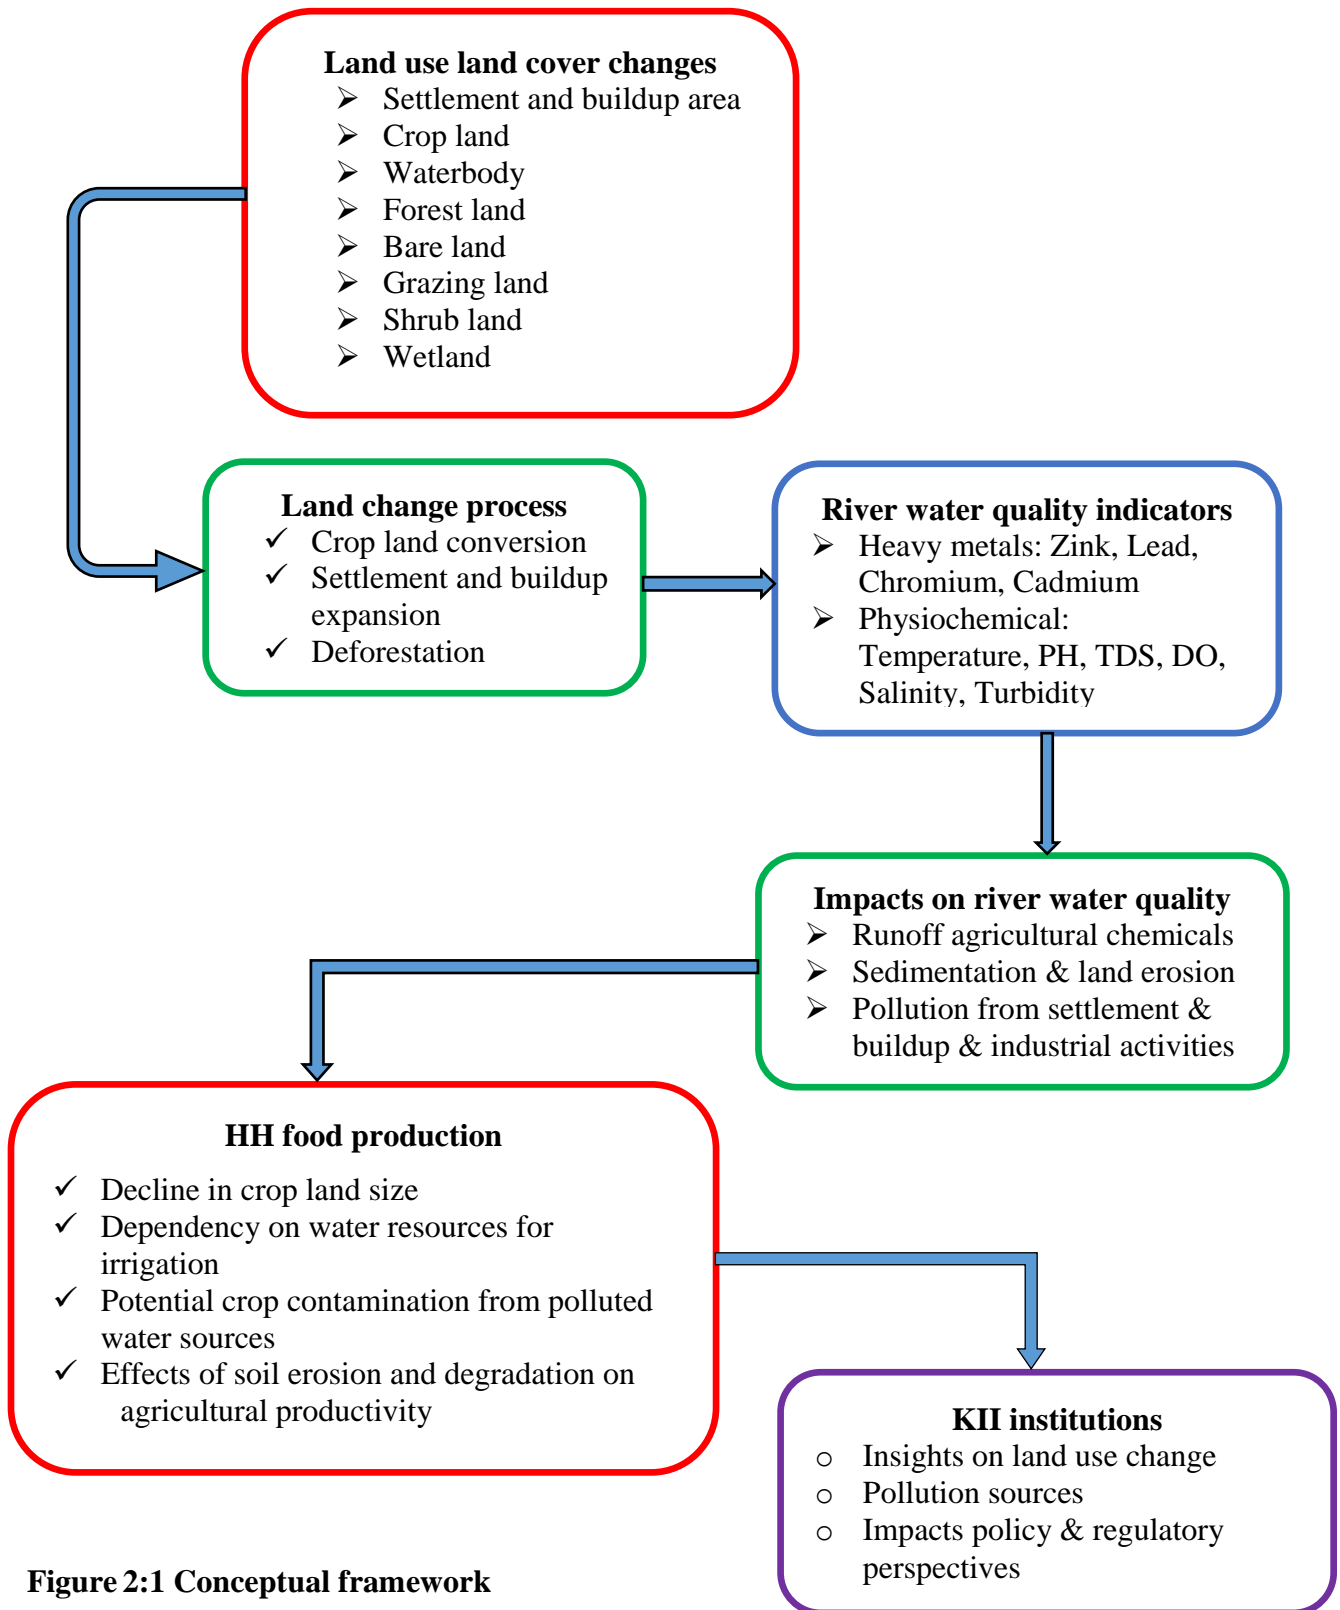 Land use land cover changes
➢ Settlement and buildup area
➢ Crop land
➢ Waterbody
➢ Forest land
➢ Bare land
➢ Grazing land
➢ Shrub land
➢ Wetland
Land change process
✓ Crop land conversion
✓ Settlement and buildup
expansion
✓ Deforestation
River water quality indicators
➢ Heavy metals: Zink, Lead,
Chromium, Cadmium
➢ Physiochemical:
Temperature, PH, TDS, DO,
Salinity, Turbidity
Impacts on river water quality
➢ Runoff agricultural chemicals
➢ Sedimentation & land erosion
➢ Pollution from settlement &
buildup & industrial activities
HH food production
✓ Decline in crop land size
✓ Dependency on water resources for
irrigation
✓ Potential crop contamination from polluted
water sources
✓ Effects of soil erosion and degradation on
agricultural productivity
KII institutions
o Insights on land use change
o Pollution sources
o Impacts policy & regulatory
perspectives
Figure 2:1 Conceptual framework